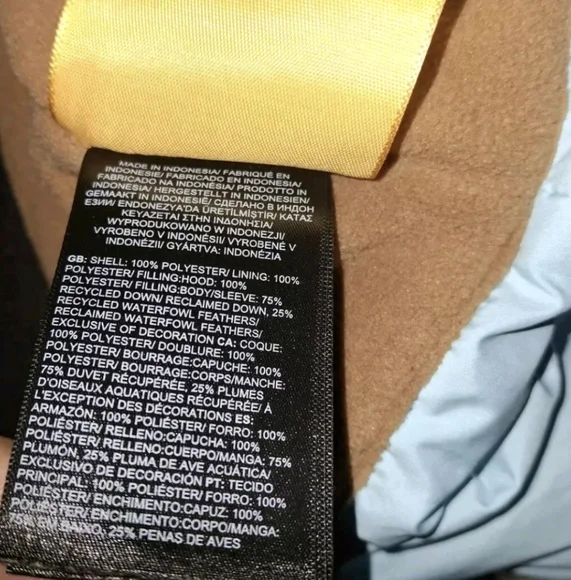 MADE IN INDONESIA/ FABRIQUÉ EN
INDONESIE/ FABRICADO EN INDONESIA/
FABRICADO NA INDONÉSIA/ PRODOTTO IN
INDONESIA/ HERGESTELLT IN INDONESIEN/
GEMAAKT IN INDONESIË/ СДЕЛАНО В ИНДОН
ЕЗИИ/ ENDONEZYA'DA ÜRETİLMİŞTİR/ ΚΑΤΑΣ
ΚΕΥΑΖΕΤΑΙ ΣΤΗΝ ΙΝΔΟΝΗΣΙΑ/
WYPRODUKOWANO W INDONEZJI/
VYROBENO V INDONÉSII/ VYROBENÉ V
INDONÉZII/ GYÁRTVA: INDONÉZIA
GB: SHELL: 100% POLYESTER/ LINING: 100%
POLYESTER/ FILLING:HOOD: 100%
POLYESTER/ FILLING:BODY/SLEEVE: 75%
RECYCLED DOWN/ RECLAIMED DOWN, 25%
RECYCLED WATERFOWL FEATHERS/
RECLAIMED WATERFOWL FEATHERS/
EXCLUSIVE OF DECORATION CA: COQUE:
100% POLYESTER/ DOUBLURE: 100%
POLYESTER/ BOURRAGE:CAPUCHE: 100%
POLYESTER/ BOURRAGE:CORPS/MANCHE:
75% DUVET RÉCUPÉRÉE, 25% PLUMES
D'OISEAUX AQUATIQUES RÉCUPÉRÉE/ À
L'EXCEPTION DES DÉCORATIONS ES:
ARMAZÓN: 100% POLIÉSTER/ FORRO: 100%
POLIÉSTER/ RELLENO:CAPUCHA: 100%
POLIÉSTER/ RELLENO:CUERPO/MANGA: 75%
PLUMÓN, 25% PLUMA DE AVE ACUÁTICA/
EXCLUSIVO DE DECORACIÓN PT: TECIDO
PRINCIPAL: 100% POLIÉSTER/ FORRO: 100%
POLIÉSTER/ ENCHIMENTO:CAPUZ: 100%
POLIÉSTER/ ENCHIMENTO:CORPO/MANGA:
75% EM BAIXO, 25% PENAS DE AVES